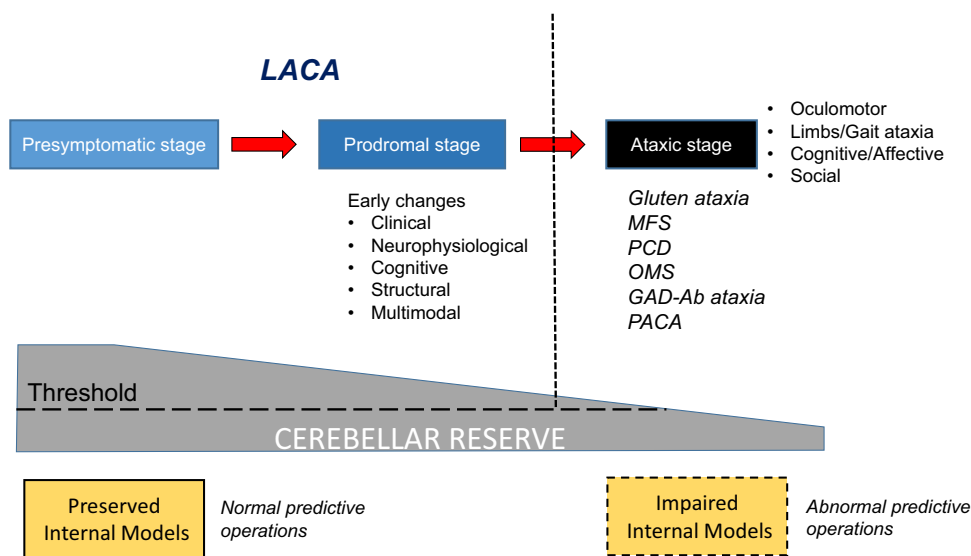 LACA
Presymptomatic stage
Prodromal stage
Ataxic stage
• Oculomotor
• Limbs/Gait ataxia
• Cognitive/Affective
• Social
Early changes
• Clinical
• Neurophysiological
• Cognitive
• Structural
• Multimodal
Gluten ataxia
MFS
PCD
OMS
GAD-Ab ataxia
PACA
Threshold
CEREBELLAR RESERVE
Preserved
Internal Models
Normal predictive
operations
Impaired
Internal Models
Abnormal predictive
operations